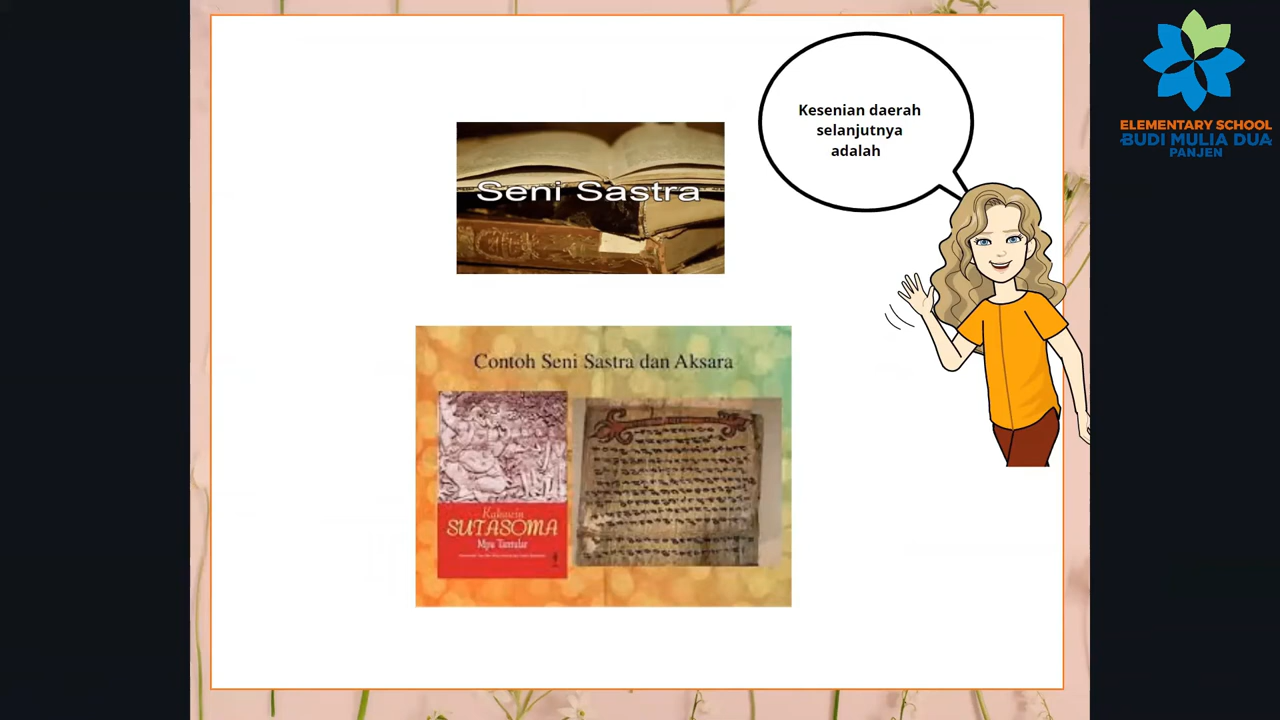 Kesenian daerah
selanjutnya
adalah
Seni Sastra
Contoh Seni Sastra dan Aksara
Kakawin
SUTASOMA
Mpu Tantular
ELEMENTARY SCHOOL
BUDI MULIA DUA
PANJEN